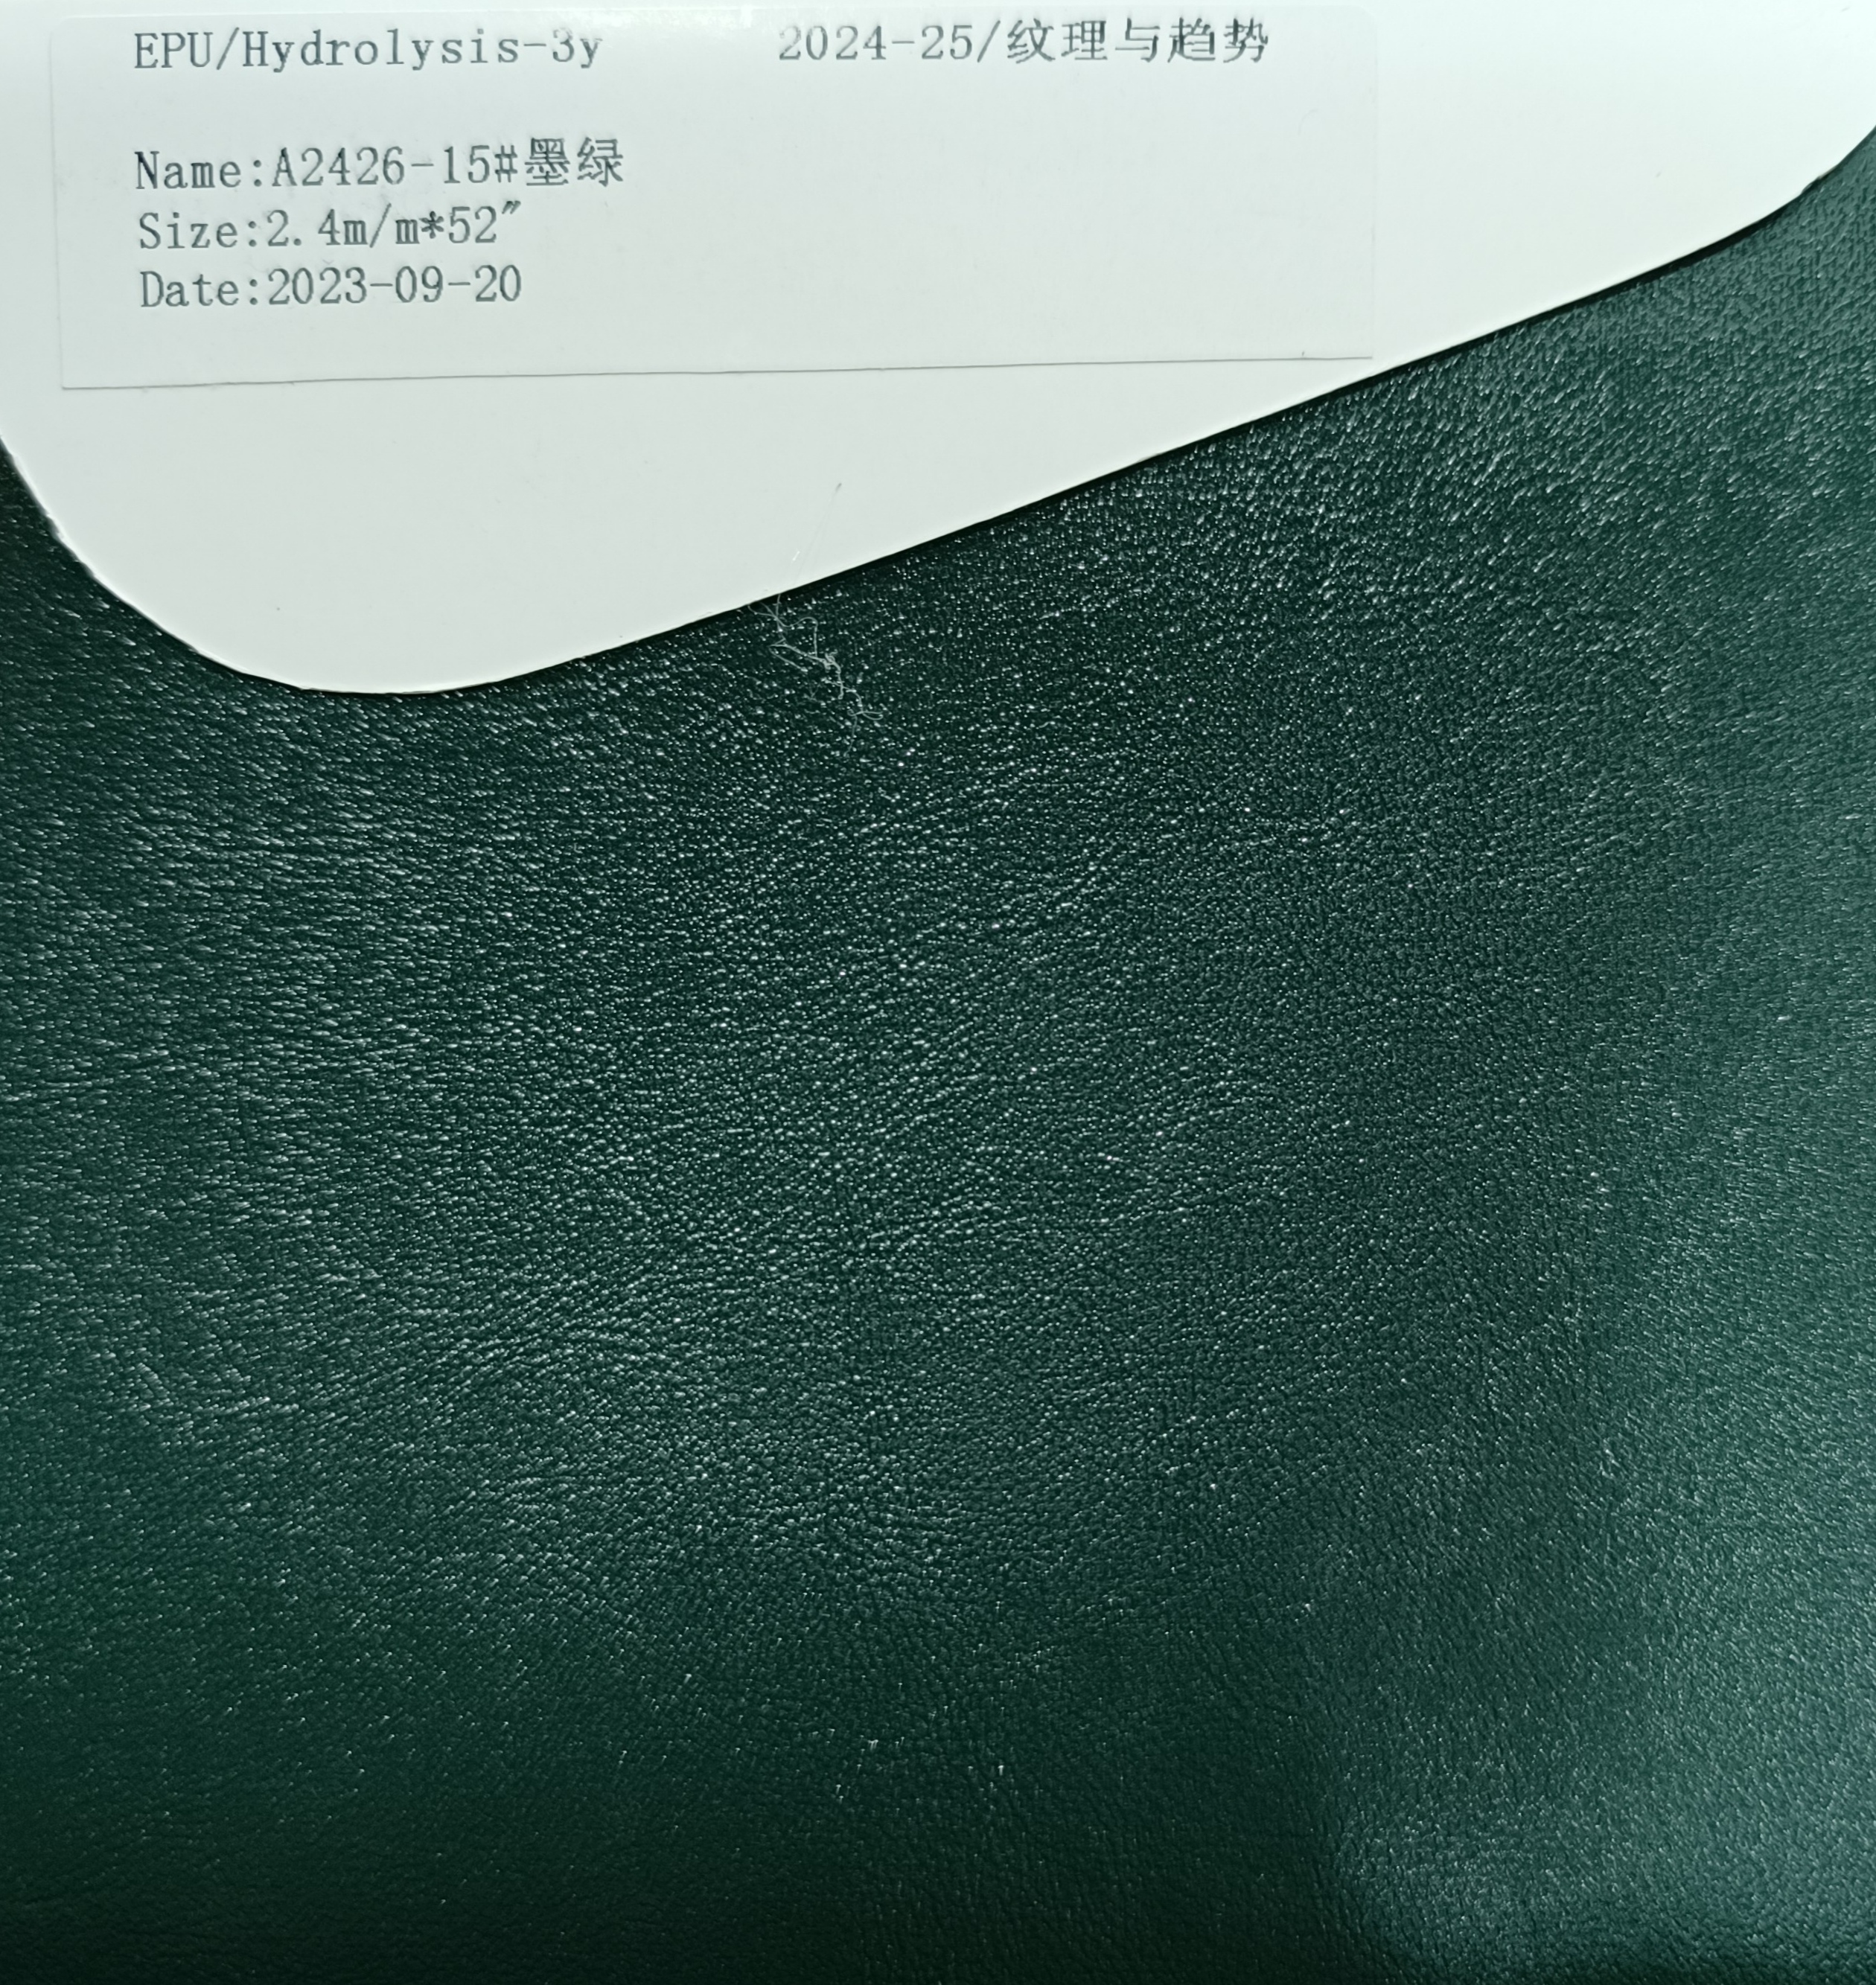 EPU/Hydrolysis-3y 2024-25/纹理与趋势
Name:A2426-15#墨绿
Size:2.4m/m*52″
Date:2023-09-20